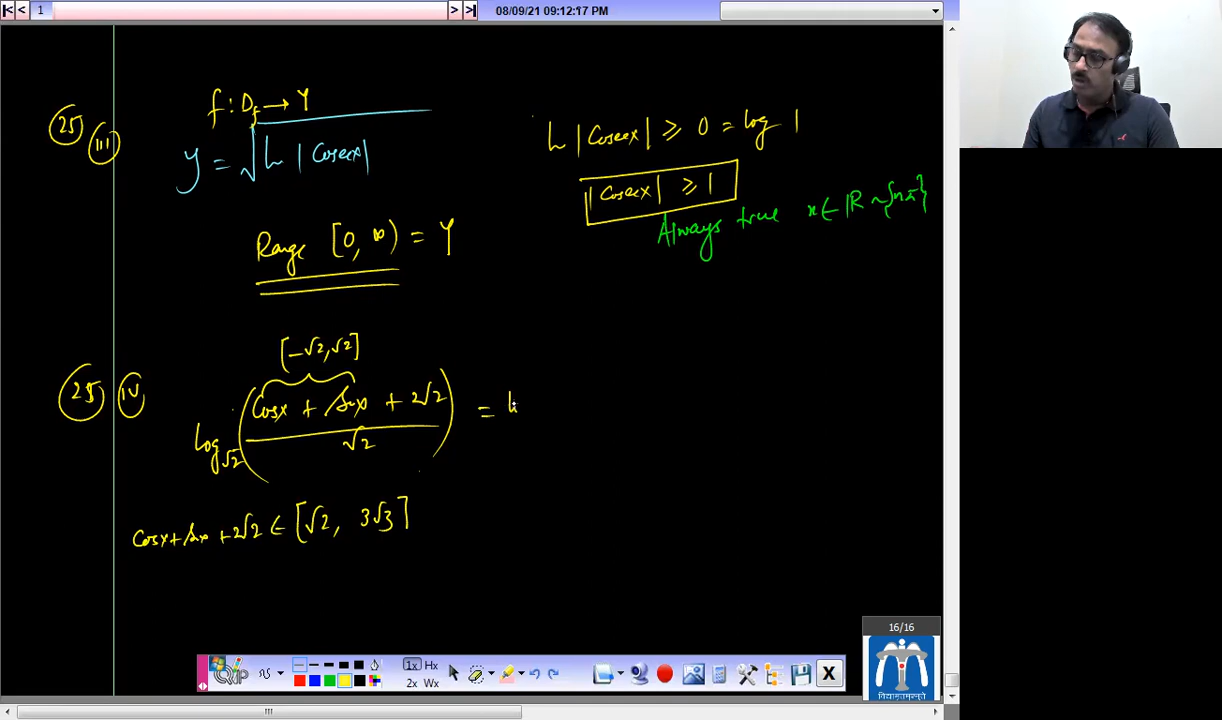 1
08/09/21 09:12:17 PM
25 III
f : D_f → Y
y = √(ln |Cosecx|)
Range [0, ∞) = Y
ln |Cosecx| ≥ 0 = log 1
|Cosecx| ≥ 1
Always true x ∈ R ~ {nπ}
25 IV
[-√2, √2]
log_√2 ((Cosx + Sinx + 2√2)/√2) =
Cosx + Sinx + 2√2 ∈ [√2, 3√3]
16/16
1x Hx
2x Wx
X